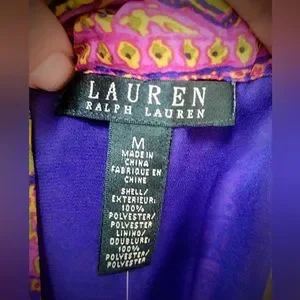 LAUREN
RALPH LAUREN
M
MADE IN
CHINA
FABRIQUE EN
CHINE
SHELL/
EXTERIEUR:
100%
POLYESTER/
POLYESTER
LINING/
DOUBLURE:
100%
POLYESTER/
POLYESTER